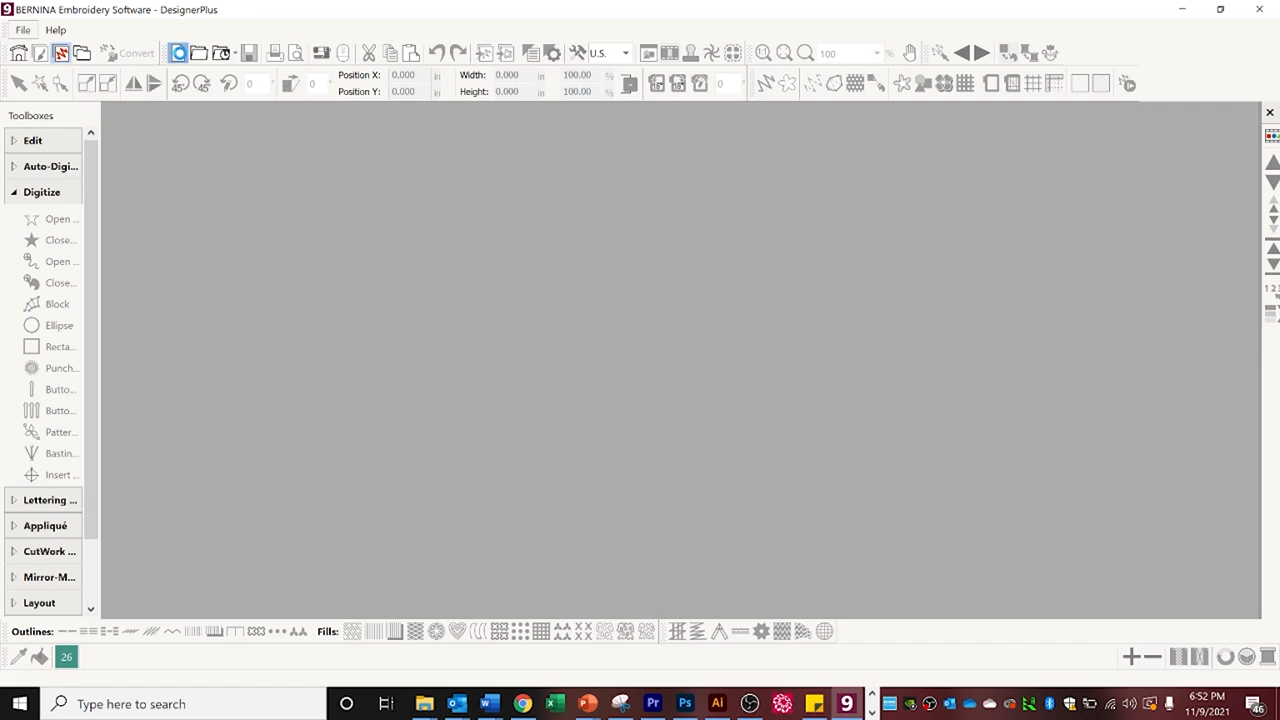 9 BERNINA Embroidery Software - DesignerPlus
File Help
Convert U.S. 100 %
0 ° 0 ° Position X: 0.000 in Width: 0.000 in 100.00 % 0
Position Y: 0.000 in Height: 0.000 in 100.00 %
Toolboxes
Edit
Auto-Digi...
Digitize
Open ...
Close...
Open ...
Close...
Block
Ellipse
Recta...
Punch...
Butto...
Butto...
Patter...
Bastin...
Insert ...
Lettering ...
Appliqué
CutWork ...
Mirror-M...
Layout
Outlines: Fills:
26
Type here to search
6:52 PM
11/9/2021
46